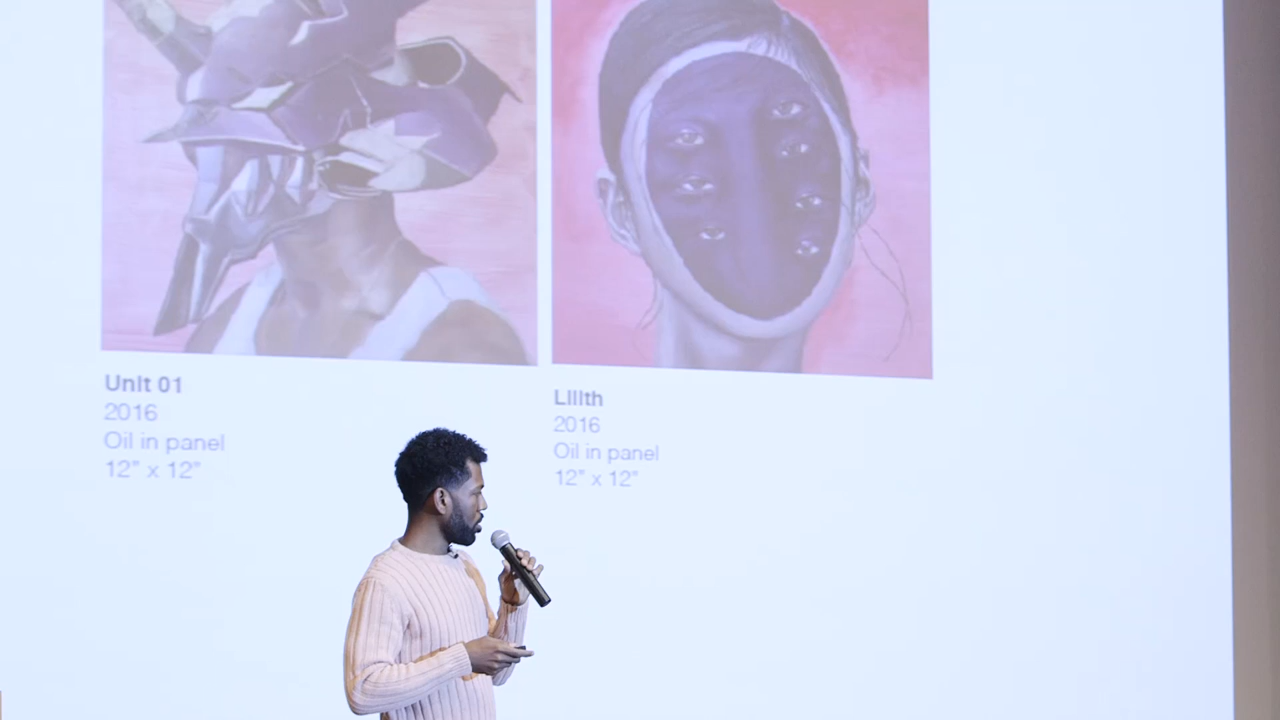 Unit 01
2016
Oil in panel
12" x 12"
Lilith
2016
Oil in panel
12" x 12"